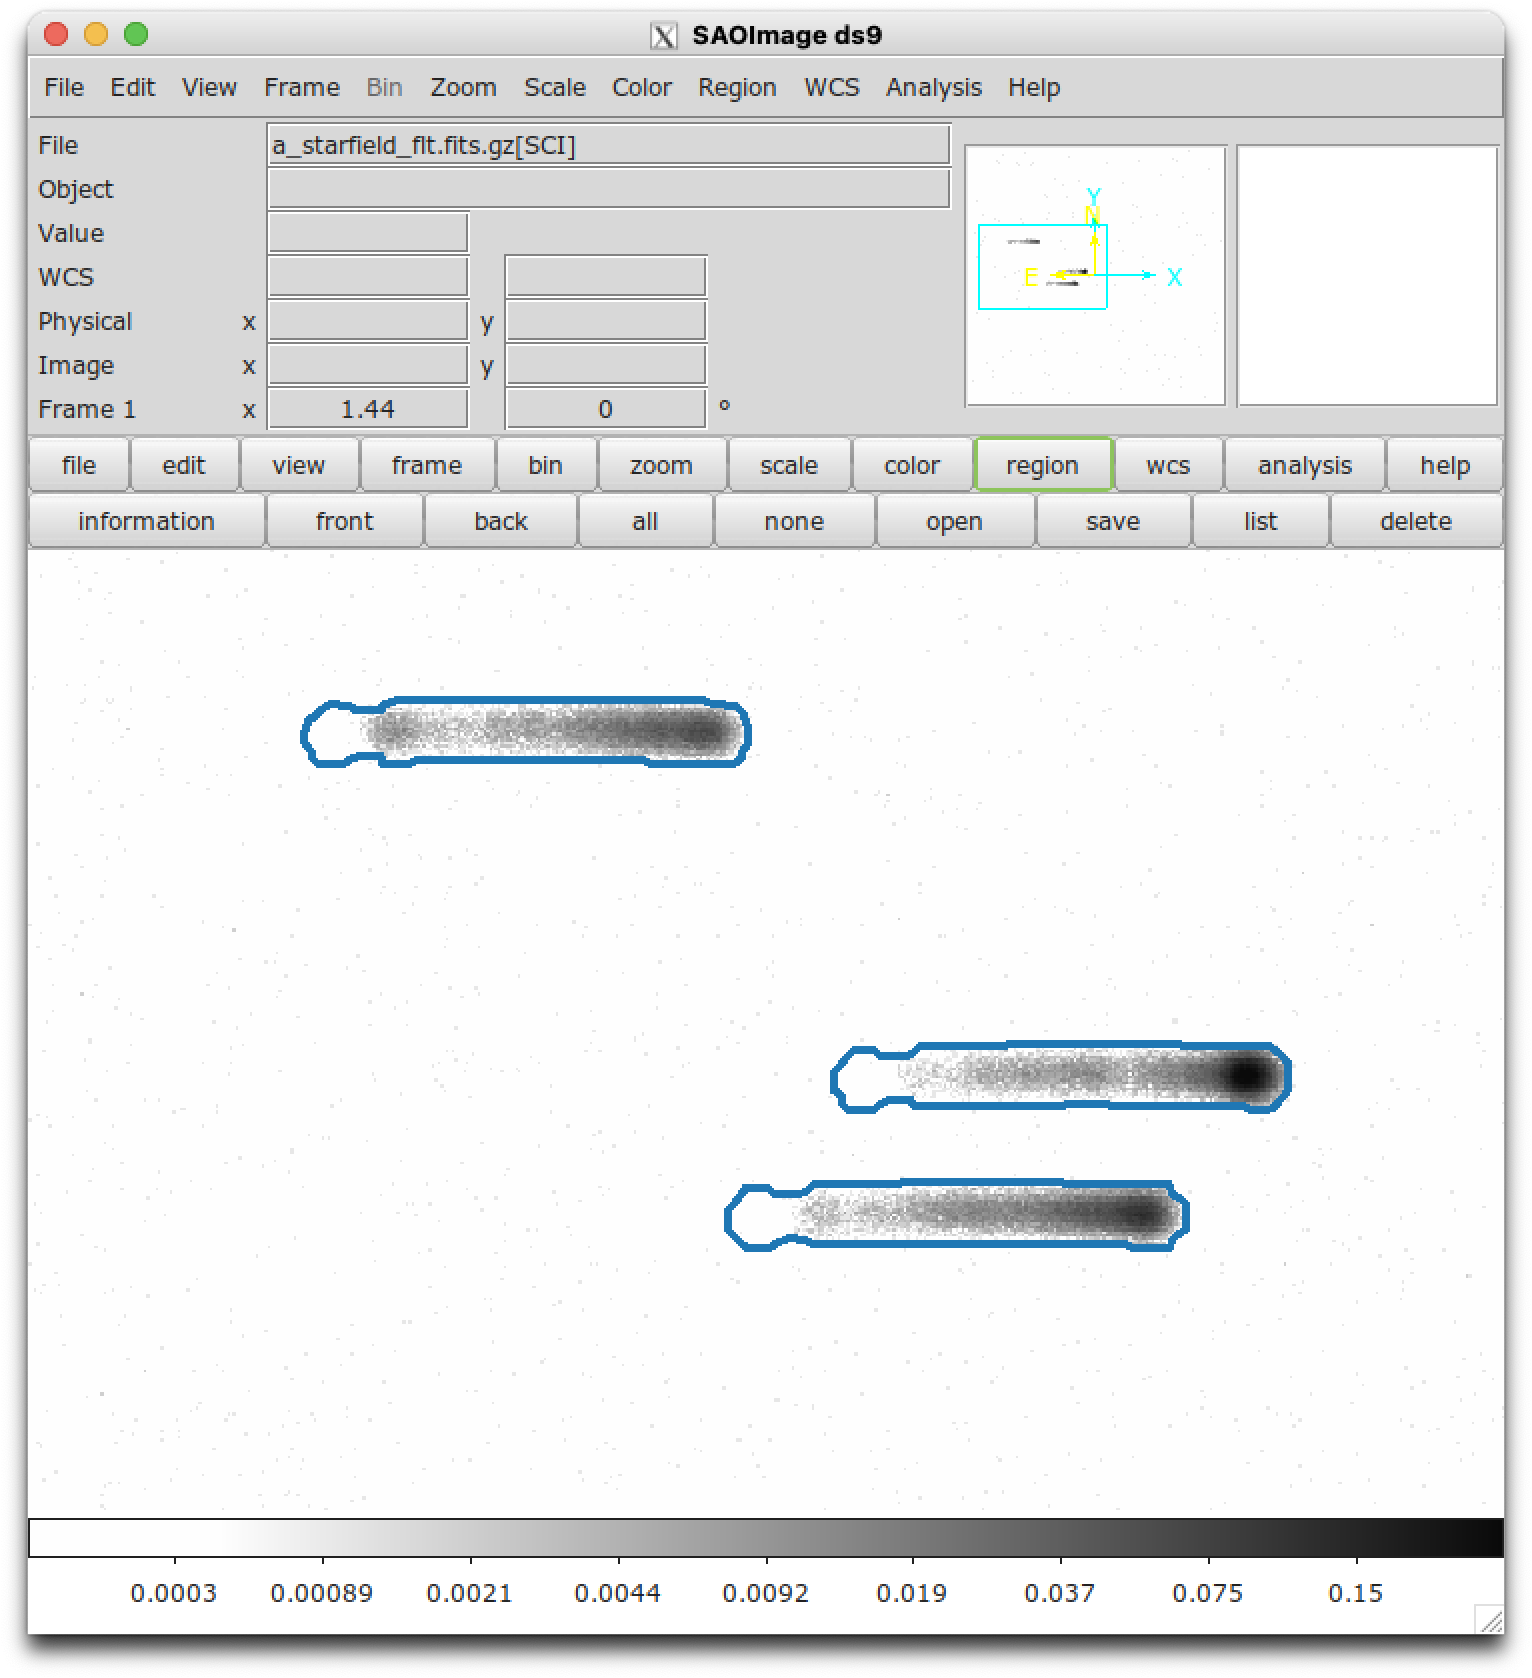 SAOImage ds9
File Edit View Frame Bin Zoom Scale Color Region WCS Analysis Help
File a_starfield_flt.fits.gz[SCI]
Object
Value
WCS
Physical x y
Image x y
Frame 1 x 1.44 0 °
Y
N
E X
file edit view frame bin zoom scale color region wcs analysis help
information front back all none open save list delete
0.0003 0.00089 0.0021 0.0044 0.0092 0.019 0.037 0.075 0.15